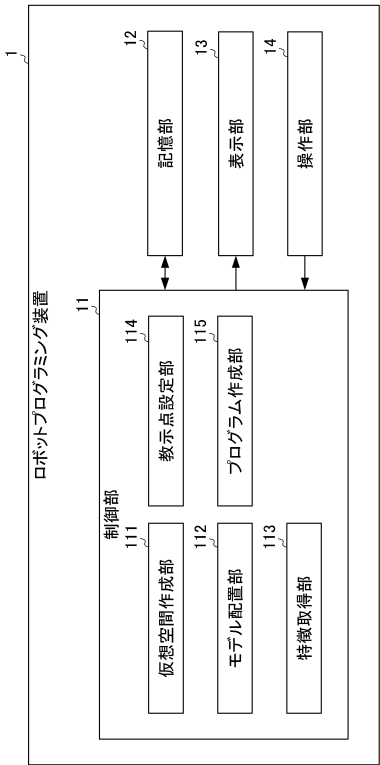 ロボットプログラミング装置
1
制御部
11
仮想空間作成部
111
モデル配置部
112
特徴取得部
113
教示点設定部
114
プログラム作成部
115
記憶部
12
表示部
13
操作部
14